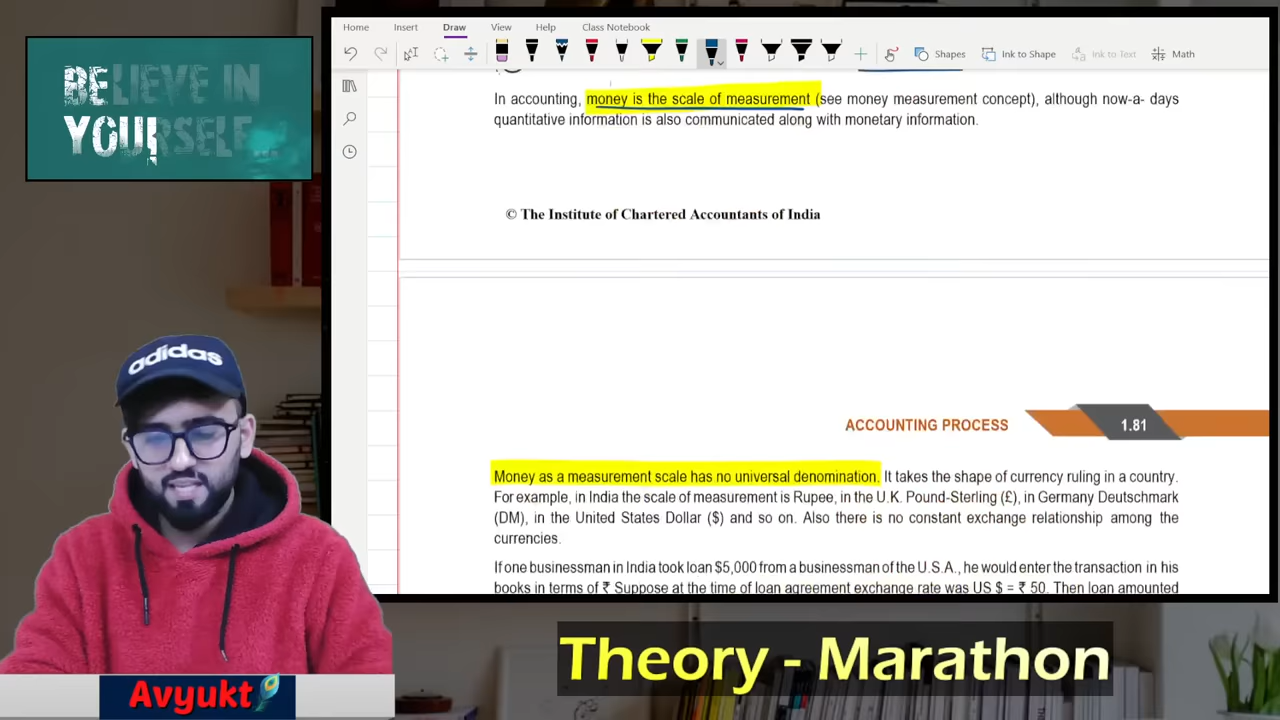 BELIEVE IN
YOURSELF...
Home Insert Draw View Help Class Notebook
Shapes Ink to Shape Ink to Text Math
In accounting, money is the scale of measurement (see money measurement concept), although now-a- days
quantitative information is also communicated along with monetary information.
© The Institute of Chartered Accountants of India
ACCOUNTING PROCESS 1.81
Money as a measurement scale has no universal denomination. It takes the shape of currency ruling in a country.
For example, in India the scale of measurement is Rupee, in the U.K. Pound-Sterling (£), in Germany Deutschmark
(DM), in the United States Dollar ($) and so on. Also there is no constant exchange relationship among the
currencies.
If one businessman in India took loan $5,000 from a businessman of the U.S.A., he would enter the transaction in his
books in terms of ₹ Suppose at the time of loan agreement exchange rate was US $ = ₹ 50. Then loan amounted
adidas
Theory - Marathon
Avyukt